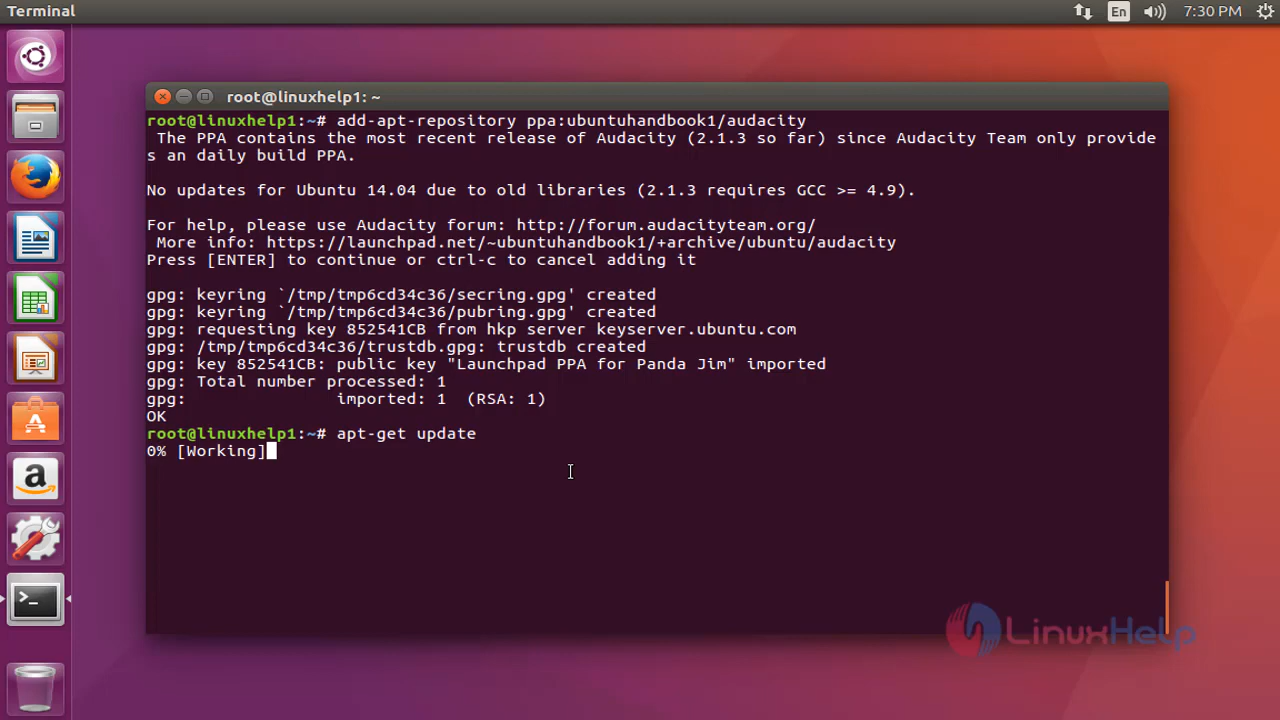 Terminal
En
7:30 PM
root@linuxhelp1: ~
root@linuxhelp1:~# add-apt-repository ppa:ubuntuhandbook1/audacity
The PPA contains the most recent release of Audacity (2.1.3 so far) since Audacity Team only provide
s an daily build PPA.
No updates for Ubuntu 14.04 due to old libraries (2.1.3 requires GCC >= 4.9).
For help, please use Audacity forum: http://forum.audacityteam.org/
More info: https://launchpad.net/~ubuntuhandbook1/+archive/ubuntu/audacity
Press [ENTER] to continue or ctrl-c to cancel adding it
gpg: keyring `/tmp/tmp6cd34c36/secring.gpg' created
gpg: keyring `/tmp/tmp6cd34c36/pubring.gpg' created
gpg: requesting key 852541CB from hkp server keyserver.ubuntu.com
gpg: /tmp/tmp6cd34c36/trustdb.gpg: trustdb created
gpg: key 852541CB: public key "Launchpad PPA for Panda Jim" imported
gpg: Total number processed: 1
gpg:               imported: 1  (RSA: 1)
OK
root@linuxhelp1:~# apt-get update
0% [Working]
LinuxHelp